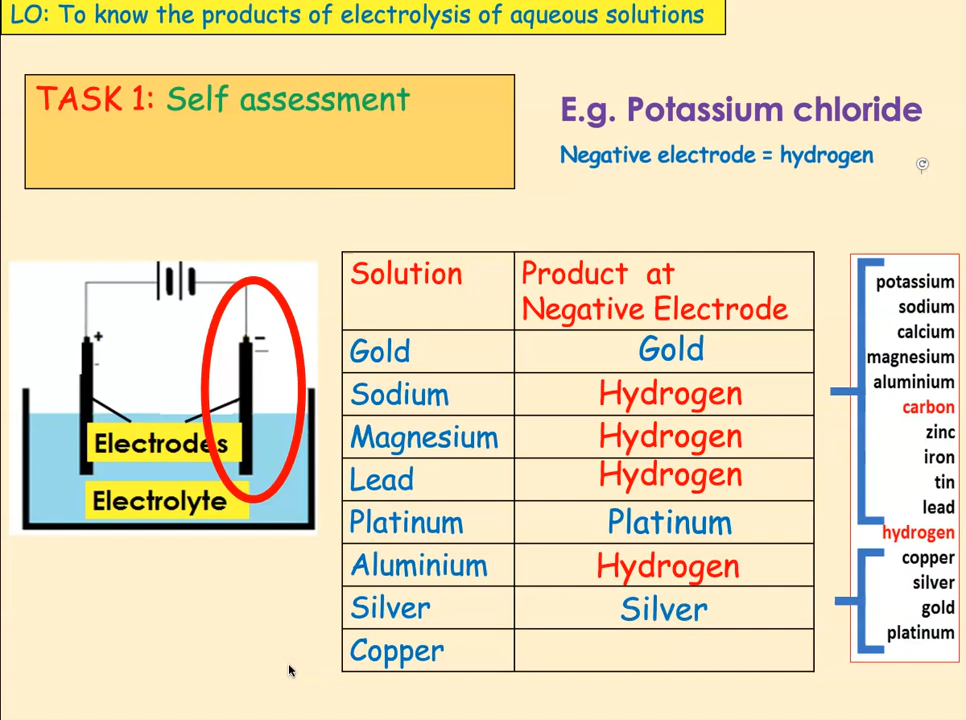 LO: To know the products of electrolysis of aqueous solutions
TASK 1: Self assessment
E.g. Potassium chloride
Negative electrode = hydrogen
+
-
Electrodes
Electrolyte
Solution
Product at
Negative Electrode
Gold
Gold
Sodium
Hydrogen
Magnesium
Hydrogen
Lead
Hydrogen
Platinum
Platinum
Aluminium
Hydrogen
Silver
Silver
Copper
potassium
sodium
calcium
magnesium
aluminium
carbon
zinc
iron
tin
lead
hydrogen
copper
silver
gold
platinum